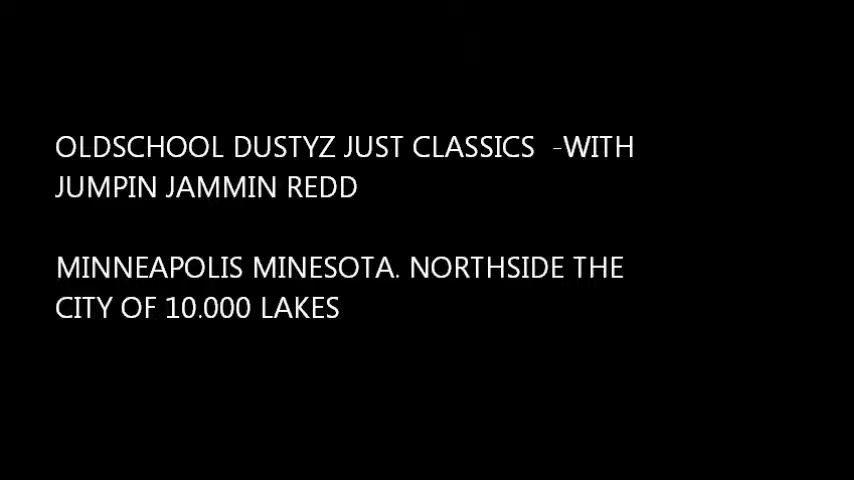 OLDSCHOOL DUSTYZ JUST CLASSICS  -WITH
JUMPIN JAMMIN REDD
MINNEAPOLIS MINESOTA. NORTHSIDE THE
CITY OF 10.000 LAKES